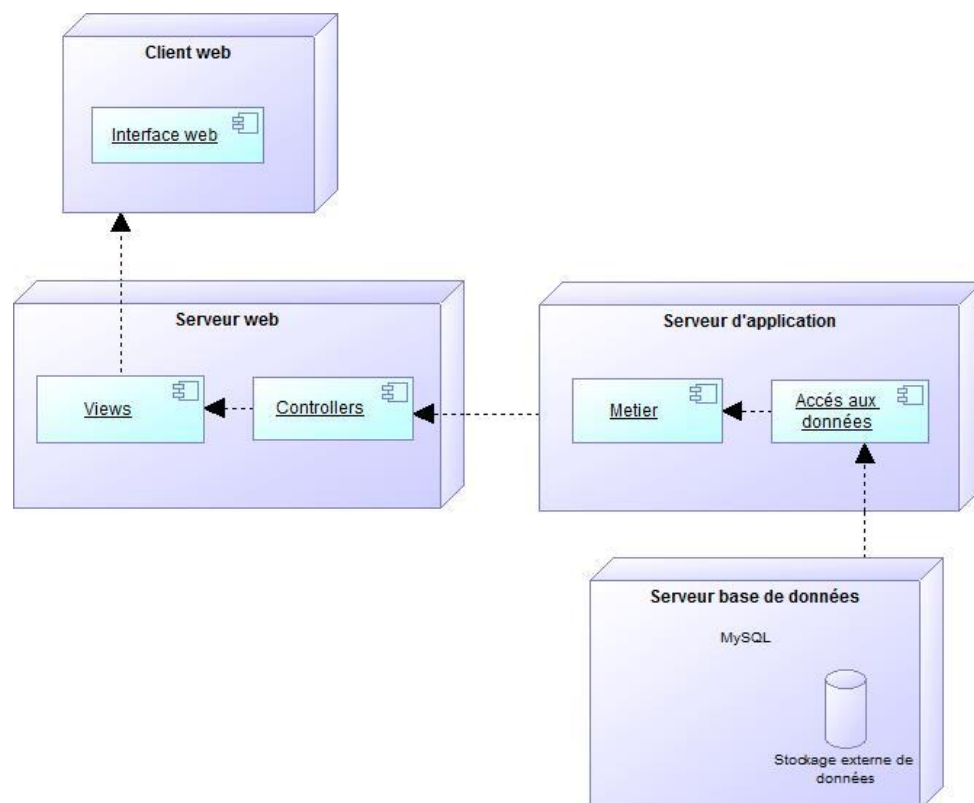 Client web
Interface web
Serveur web
Views
Controllers
Serveur d'application
Metier
Accés aux
données
Serveur base de données
MySQL
Stockage externe de
données